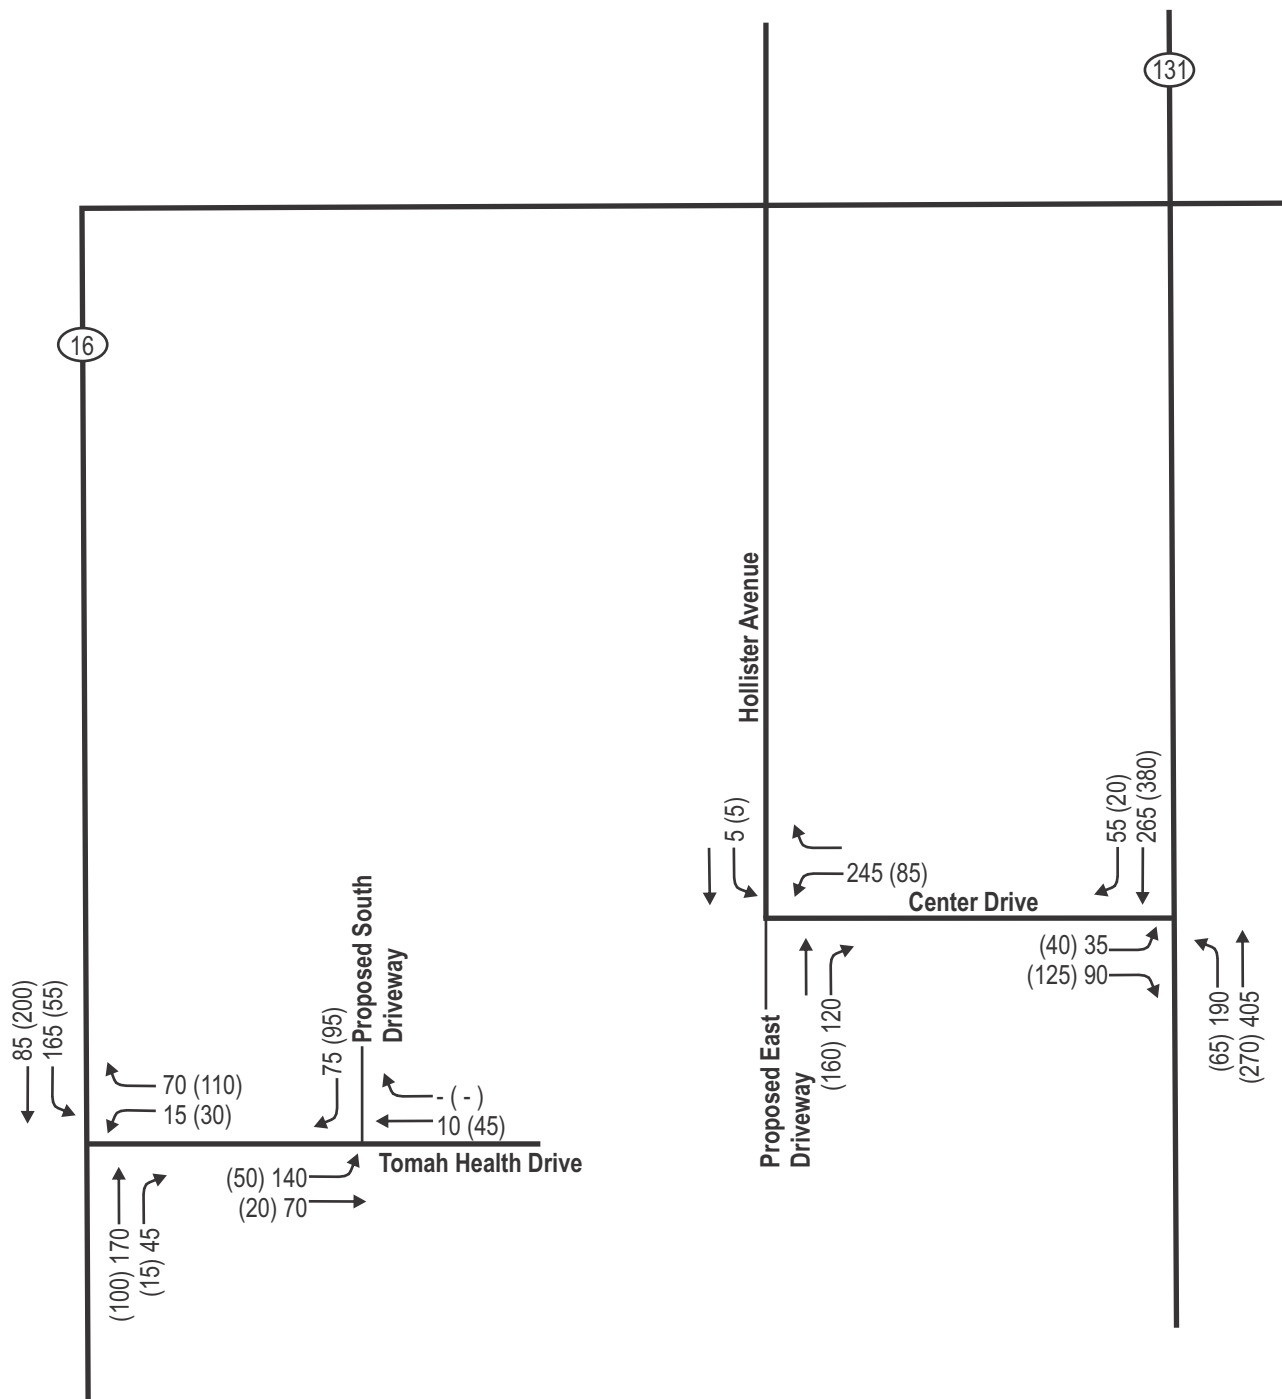 131
16
Hollister Avenue
5 (5)
245 (85)
Center Drive
55 (20)
265 (380)
(40) 35
(125) 90
(65) 190
(270) 405
(160) 120
Proposed East
Driveway
Proposed South
Driveway
75 (95)
- ( - )
10 (45)
85 (200)
165 (55)
70 (110)
15 (30)
Tomah Health Drive
(50) 140
(20) 70
(100) 170
(15) 45